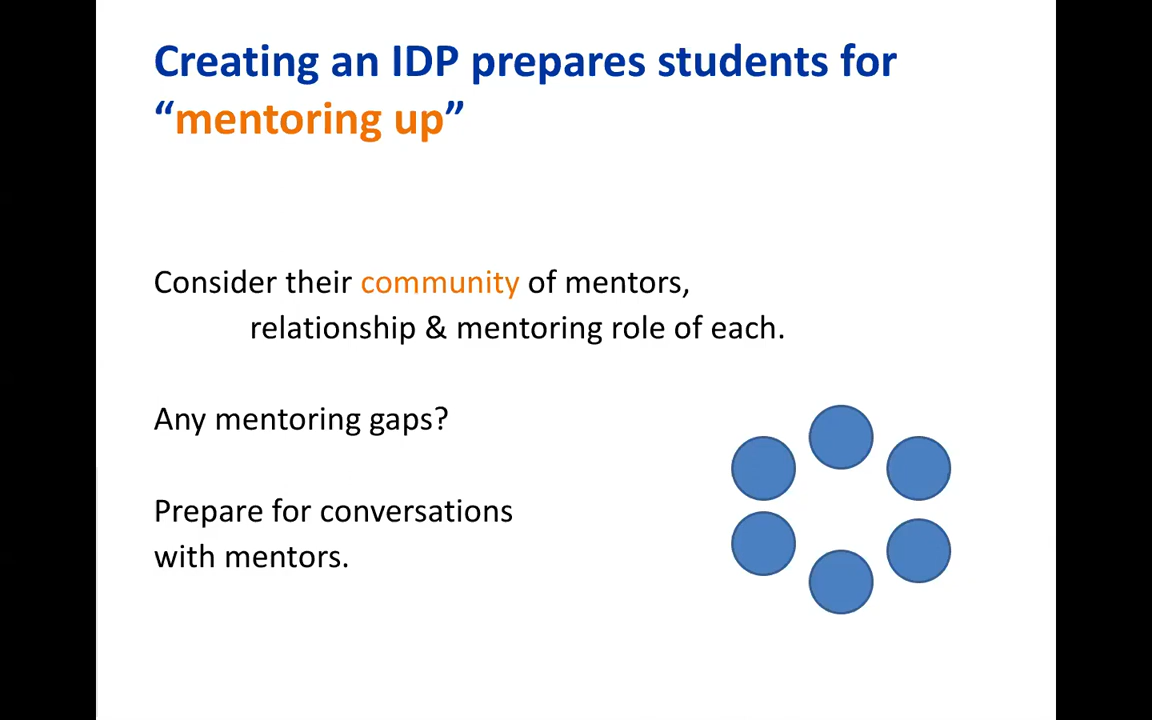 Creating an IDP prepares students for
“mentoring up”
Consider their community of mentors,
relationship & mentoring role of each.
Any mentoring gaps?
Prepare for conversations
with mentors.